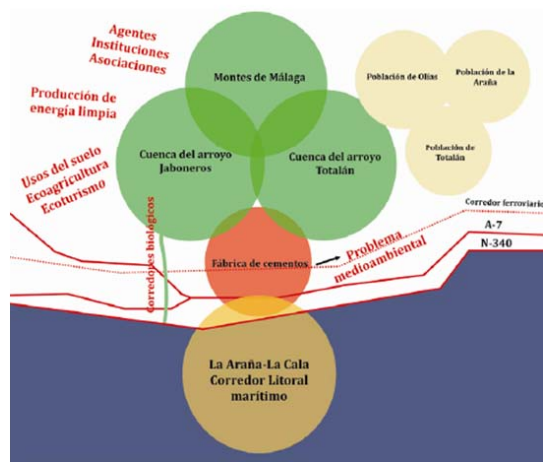 Agentes
Instituciones
Asociaciones
Montes de Málaga
Población de Olías
Población de la
Araña
Producción de
energía limpia
Población de
Totalán
Cuenca del arroyo
Jaboneros
Cuenca del arroyo
Totalán
Usos del suelo
Ecoagricultura
Ecoturismo
Corredopes biológicos
Corredor ferroviario
A-7
N-340
Fábrica de cementos
Problema
medioambiental
La Araña-La Cala
Corredor Litoral
marítimo